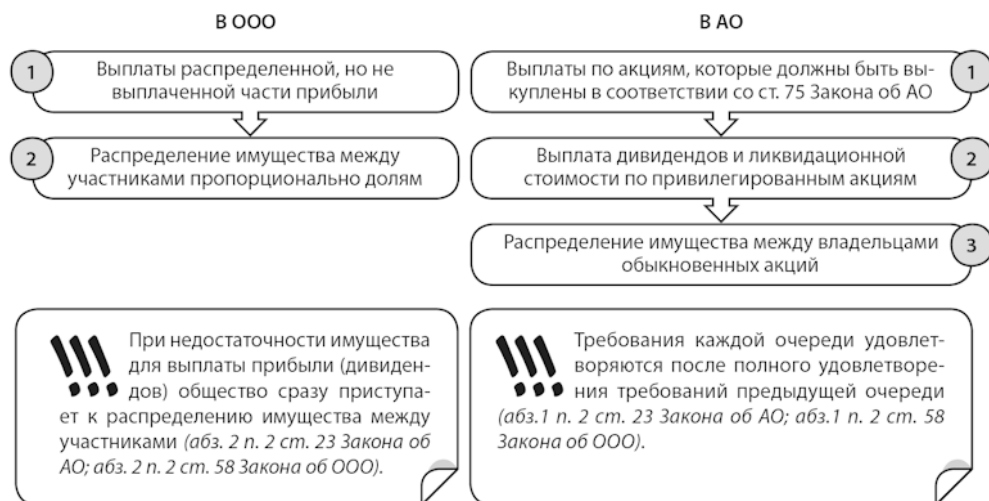 В ООО
1
Выплаты распределенной, но не
выплаченной части прибыли
2
Распределение имущества между
участниками пропорционально долям
В АО
Выплаты по акциям, которые должны быть вы-
куплены в соответствии со ст. 75 Закона об АО
1
Выплата дивидендов и ликвидационной
стоимости по привилегированным акциям
2
Распределение имущества между владельцами
обыкновенных акций
3
!!! При недостаточности имущества
для выплаты прибыли (дивиден-
дов) общество сразу приступа-
ет к распределению имущества между
участниками (абз. 2 п. 2 ст. 23 Закона об
АО; абз. 2 п. 2 ст. 58 Закона об ООО).
!!! Требования каждой очереди удовлет-
воряются после полного удовлетворе-
ния требований предыдущей очереди
(абз.1 п. 2 ст. 23 Закона об АО; абз.1 п. 2 ст. 58
Закона об ООО).